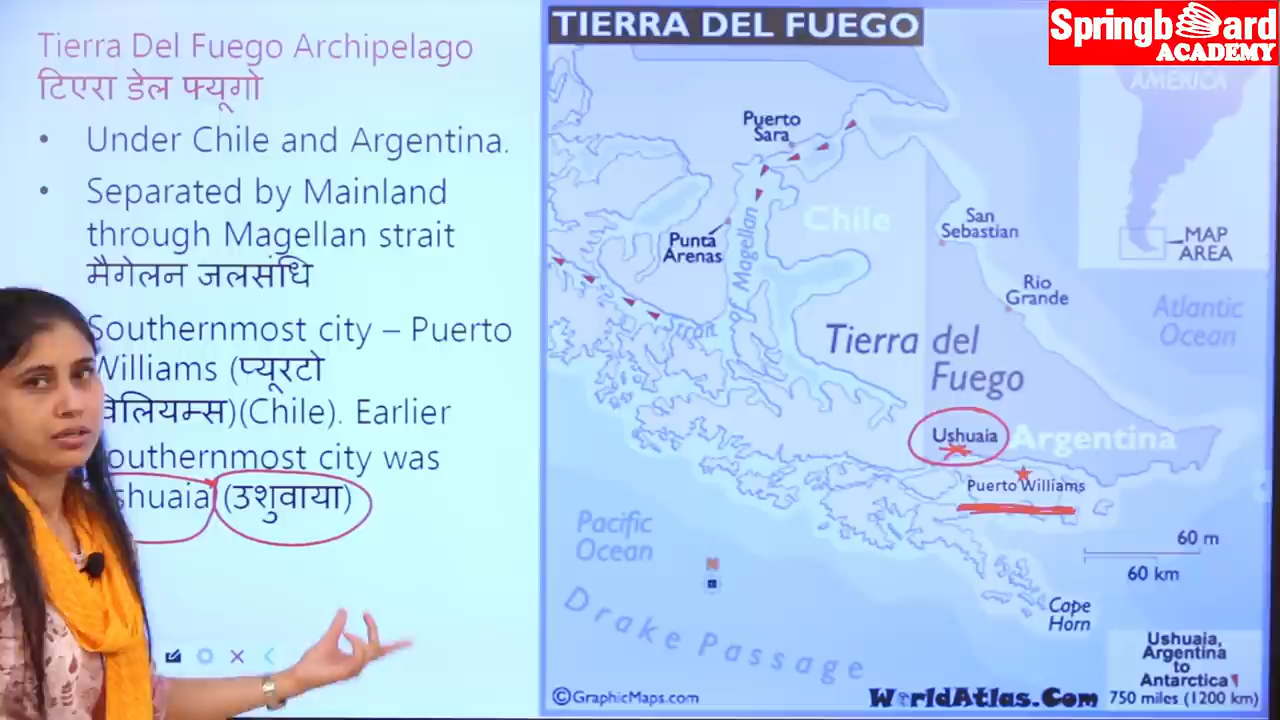 Tierra Del Fuego Archipelago
टिएरा डेल फ्यूगो
• Under Chile and Argentina.
• Separated by Mainland
through Magellan strait
मैगेलन जलसंधि
Southernmost city – Puerto
Williams (प्यूरटो
विलियम्स)(Chile). Earlier
southernmost city was
shuaia (उशुवाया)
TIERRA DEL FUEGO
Springboard
ACADEMY
AMÉRICA
MAP
AREA
Puerto
Sara
Chile
San
Sebastian
Punta
Arenas
of Magellan
Strait
Rio
Grande
Atlantic
Ocean
Tierra del
Fuego
Ushuaia
Argentina
Puerto Williams
Pacific
Ocean
60 m
60 km
Cape
Horn
Drake Passage
Ushuaia,
Argentina
to
Antarctica
750 miles (1200 km)
©GraphicMaps.com
WorldAtlas.Com